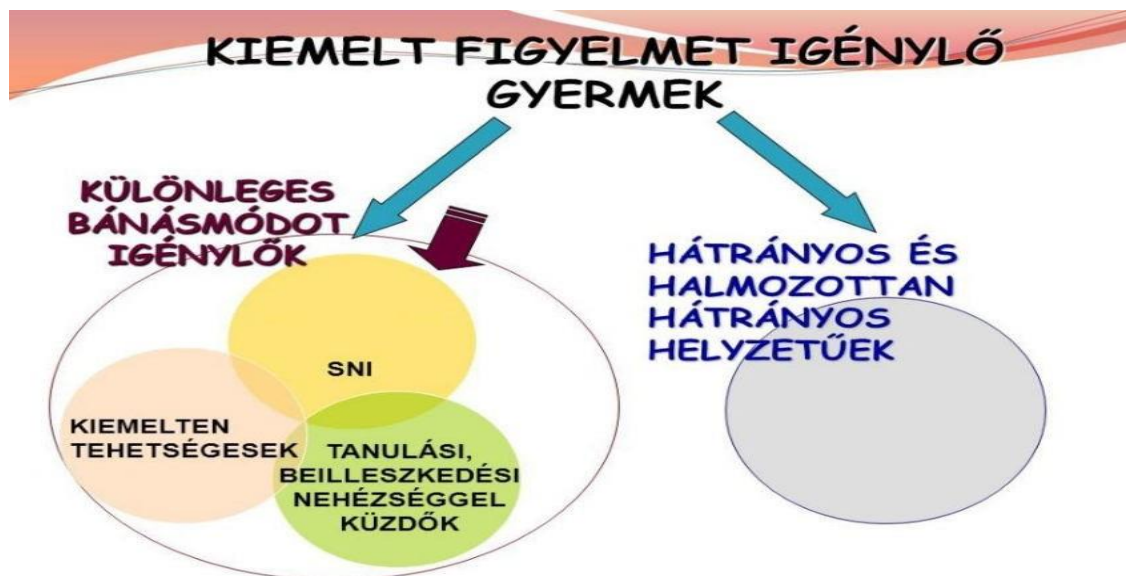 KIEMELT FIGYELMET IGÉNYLŐ
GYERMEK
KÜLÖNLEGES
BÁNÁSMÓDOT
IGÉNYLŐK
SNI
KIEMELTEN
TEHETSÉGESEK
TANULÁSI,
BEILLESZKEDÉSI
NEHÉZSÉGGEL
KÜZDŐK
HÁTRÁNYOS ÉS
HALMOZOTTAN
HÁTRÁNYOS
HELYZETŰEK